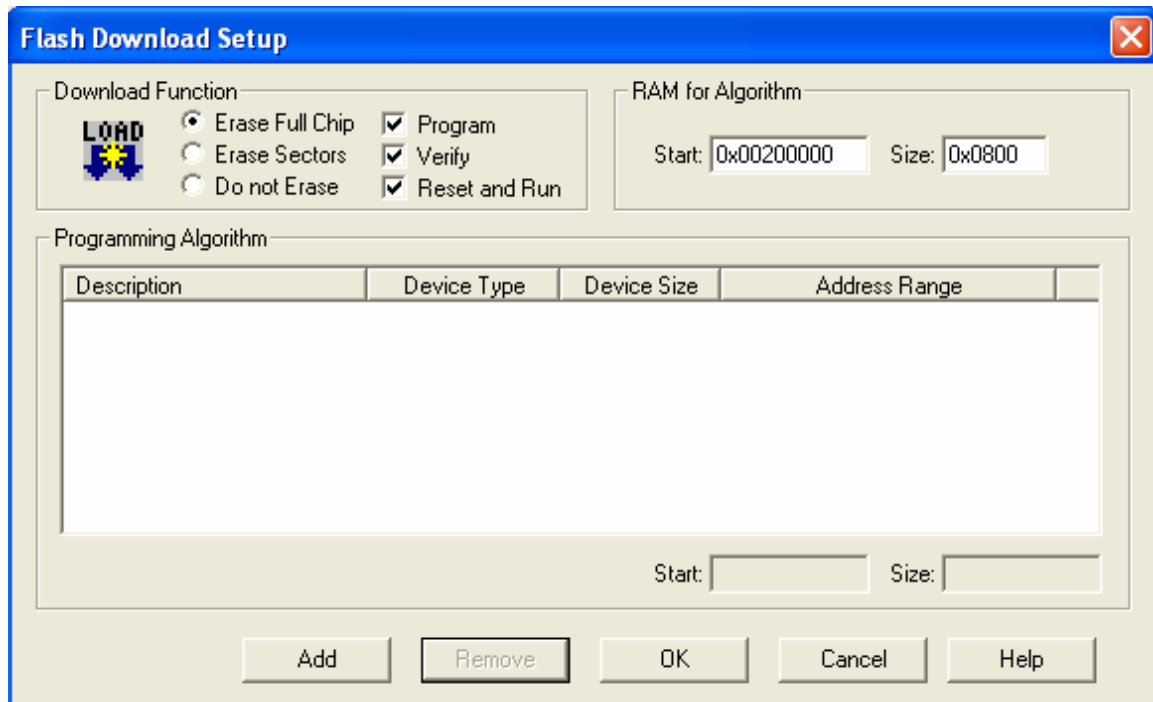 Flash Download Setup
Download Function
LOAD
Erase Full Chip
Erase Sectors
Do not Erase
Program
Verify
Reset and Run
RAM for Algorithm
Start: 0x00200000 Size: 0x0800
Programming Algorithm
Description Device Type Device Size Address Range
Start: Size:
Add Remove OK Cancel Help